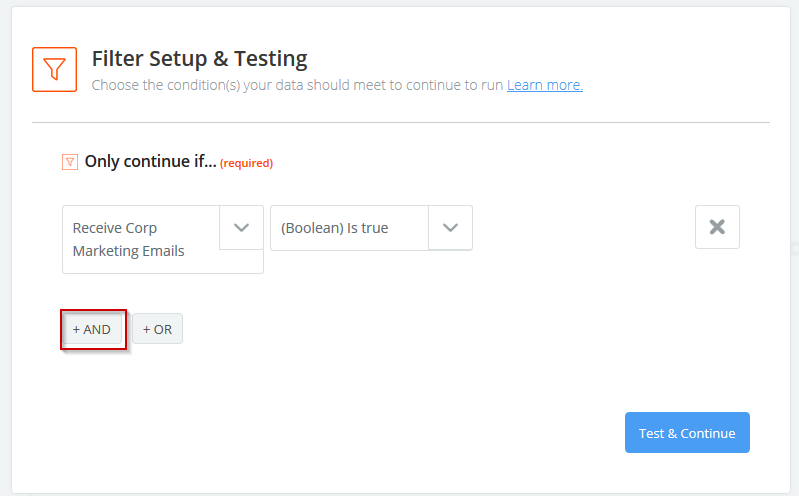 Filter Setup & Testing
Choose the condition(s) your data should meet to continue to run Learn more.
Only continue if... (required)
Receive Corp
Marketing Emails
(Boolean) Is true
+ AND
+ OR
Test & Continue